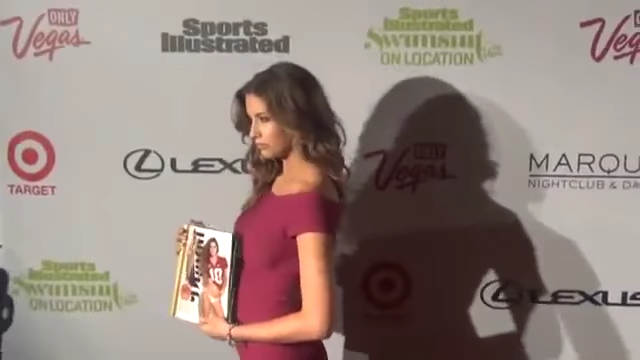 ONLY
Vegas
Sports
Illustrated
Sports Illustrated
Swimsuit
ON LOCATION
ONLY
Vegas
TARGET
LEXUS
ONLY
Vegas
MARQU
NIGHTCLUB & DA
Sports Illustrated
Swimsuit
ON LOCATION
18
LEXUS